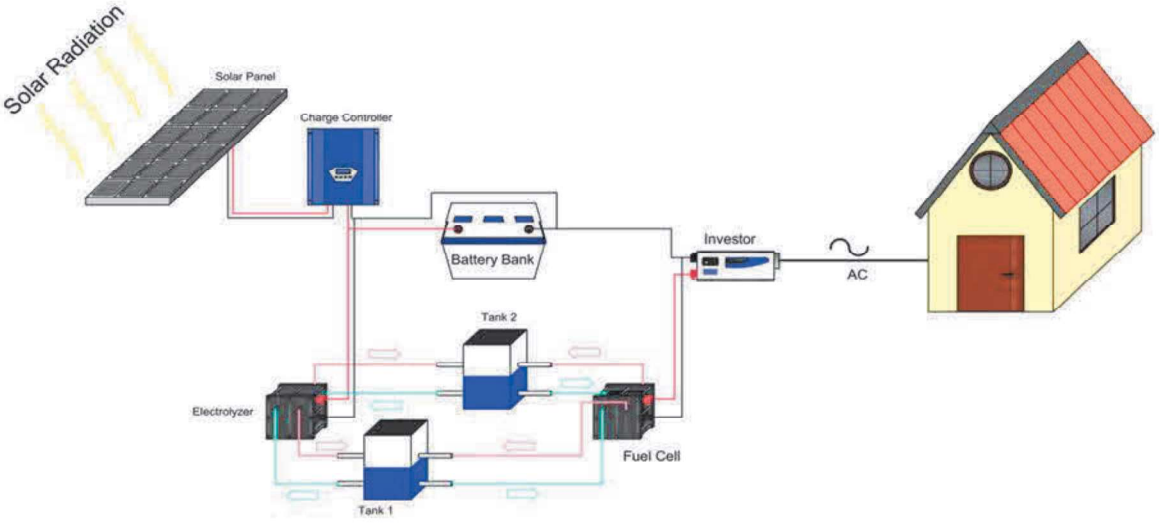 Solar Radiation
Solar Panel
Charge Controller
Battery Bank
Investor
AC
Tank 2
Electrolyzer
Fuel Cell
Tank 1